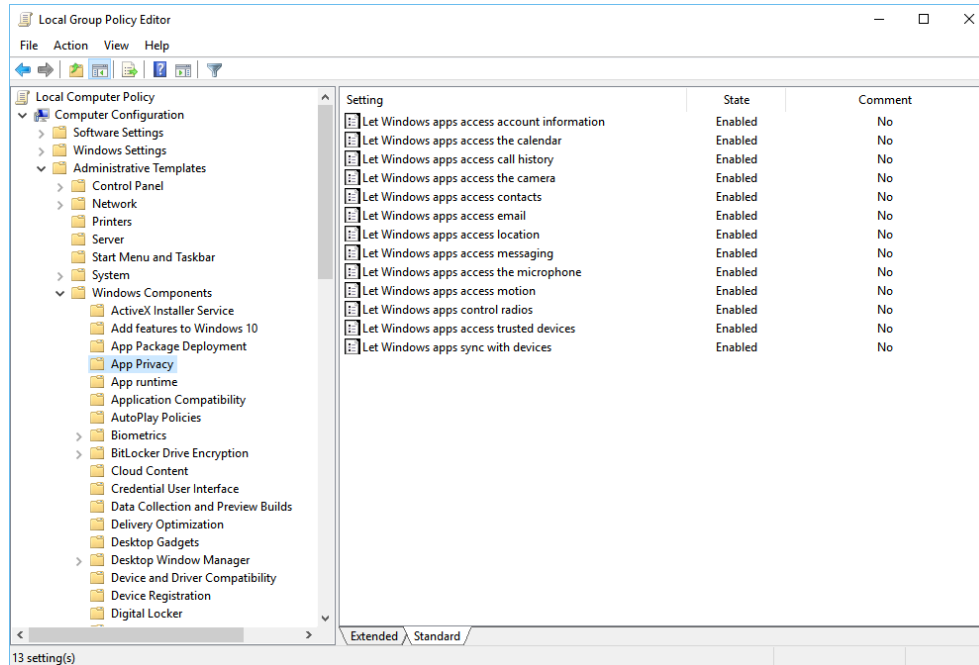 Local Group Policy Editor
File Action View Help
Local Computer Policy
Computer Configuration
Software Settings
Windows Settings
Administrative Templates
Control Panel
Network
Printers
Server
Start Menu and Taskbar
System
Windows Components
ActiveX Installer Service
Add features to Windows 10
App Package Deployment
App Privacy
App runtime
Application Compatibility
AutoPlay Policies
Biometrics
BitLocker Drive Encryption
Cloud Content
Credential User Interface
Data Collection and Preview Builds
Delivery Optimization
Desktop Gadgets
Desktop Window Manager
Device and Driver Compatibility
Device Registration
Digital Locker
Setting State Comment
Let Windows apps access account information Enabled No
Let Windows apps access the calendar Enabled No
Let Windows apps access call history Enabled No
Let Windows apps access the camera Enabled No
Let Windows apps access contacts Enabled No
Let Windows apps access email Enabled No
Let Windows apps access location Enabled No
Let Windows apps access messaging Enabled No
Let Windows apps access the microphone Enabled No
Let Windows apps access motion Enabled No
Let Windows apps control radios Enabled No
Let Windows apps access trusted devices Enabled No
Let Windows apps sync with devices Enabled No
Extended Standard
13 setting(s)